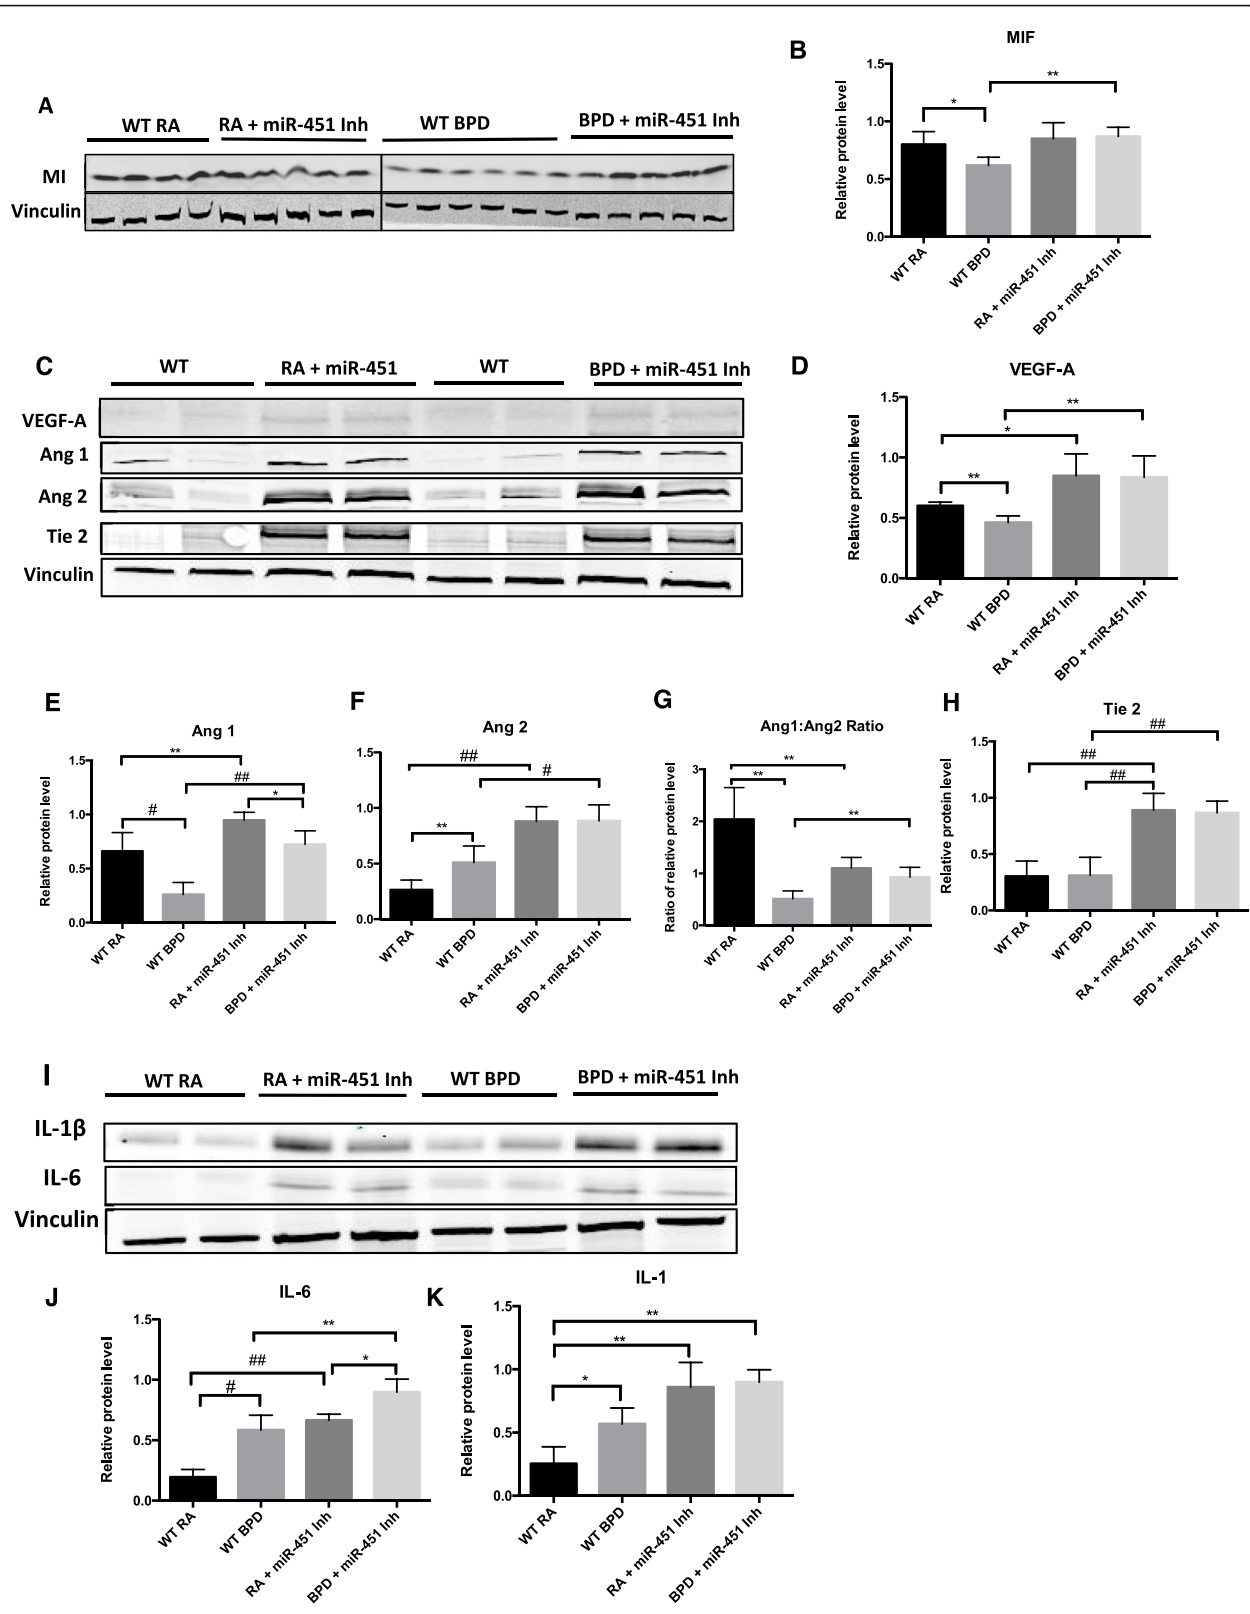 A
WT RA
RA + miR-451 Inh
WT BPD
BPD + miR-451 Inh
MI
Vinculin
B
MIF
Relative protein level
1.5
1.0
0.5
0.0
*
**
WT RA
WT BPD
RA + miR-451 Inh
BPD + miR-451 Inh
C
WT
RA + miR-451
WT
BPD + miR-451 Inh
VEGF-A
Ang 1
Ang 2
Tie 2
Vinculin
D
VEGF-A
Relative protein level
1.5
1.0
0.5
0.0
**
*
**
WT RA
WT BPD
RA + miR-451 Inh
BPD + miR-451 Inh
E
Ang 1
Relative protein level
1.5
1.0
0.5
0.0
**
##
*
#
WT RA
WT BPD
RA + miR-451 Inh
BPD + miR-451 Inh
F
Ang 2
1.5
1.0
0.5
0.0
##
#
**
WT RA
WT BPD
RA + miR-451 Inh
BPD + miR-451 Inh
G
Ang1:Ang2 Ratio
Ratio of relative protein level
3
2
1
0
**
**
**
WT RA
WT BPD
RA + miR-451 Inh
BPD + miR-451 Inh
H
Tie 2
Relative protein level
1.5
1.0
0.5
0.0
##
##
##
WT RA
WT BPD
RA + miR-451 Inh
BPD + miR-451 Inh
I
WT RA
RA + miR-451 Inh
WT BPD
BPD + miR-451 Inh
IL-1β
IL-6
Vinculin
J
IL-6
Relative protein level
1.5
1.0
0.5
0.0
**
##
*
#
WT RA
WT BPD
RA + miR-451 Inh
BPD + miR-451 Inh
K
IL-1
Relative protein level
1.5
1.0
0.5
0.0
**
**
*
WT RA
WT BPD
RA + miR-451 Inh
BPD + miR-451 Inh